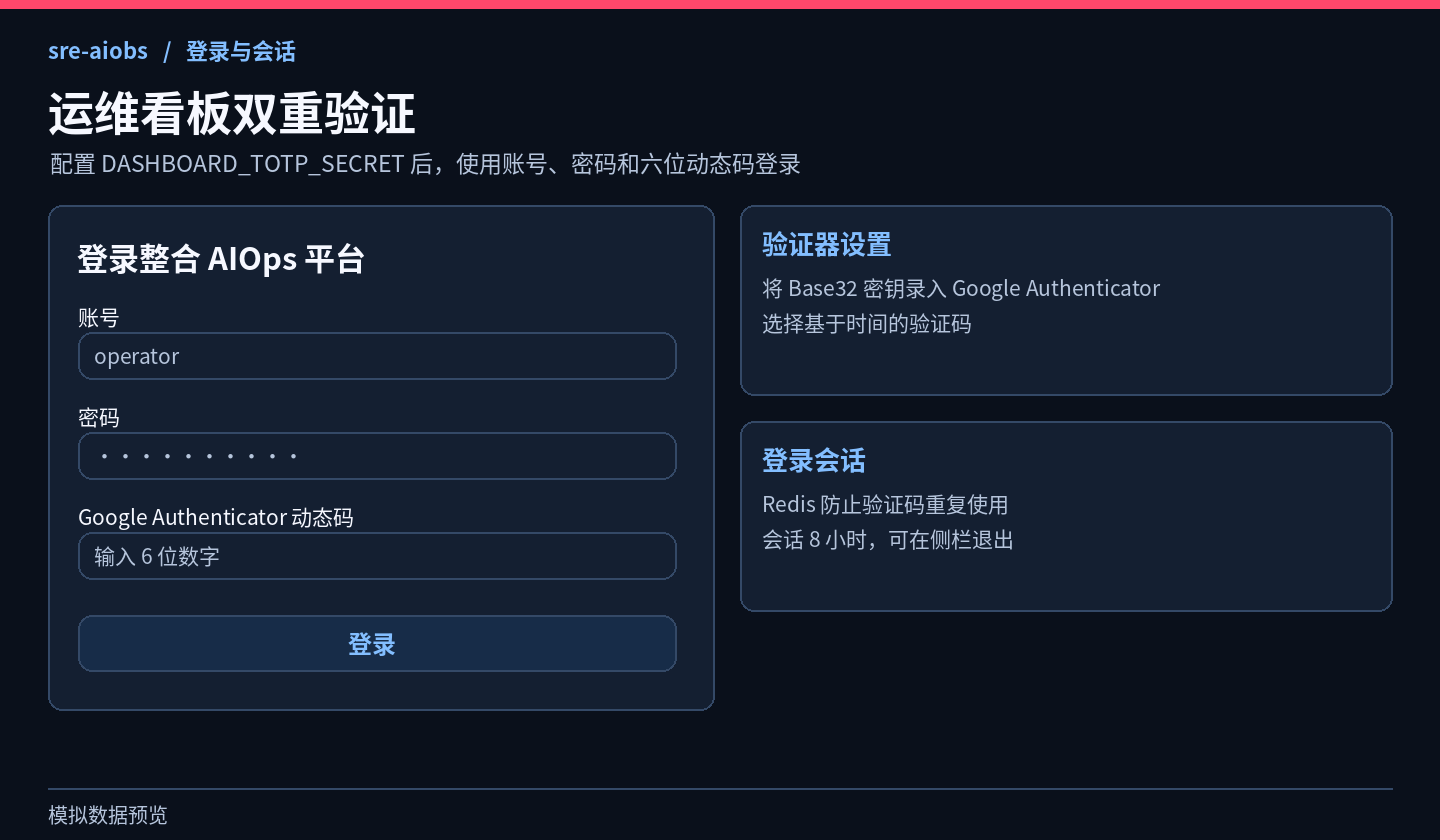 sre-aiobs / 登录与会话
运维看板双重验证
配置 DASHBOARD_TOTP_SECRET 后，使用账号、密码和六位动态码登录
登录整合 AIOps 平台
账号
operator
密码
··········
Google Authenticator 动态码
输入 6 位数字
登录
验证器设置
将 Base32 密钥录入 Google Authenticator
选择基于时间的验证码
登录会话
Redis 防止验证码重复使用
会话 8 小时，可在侧栏退出
模拟数据预览